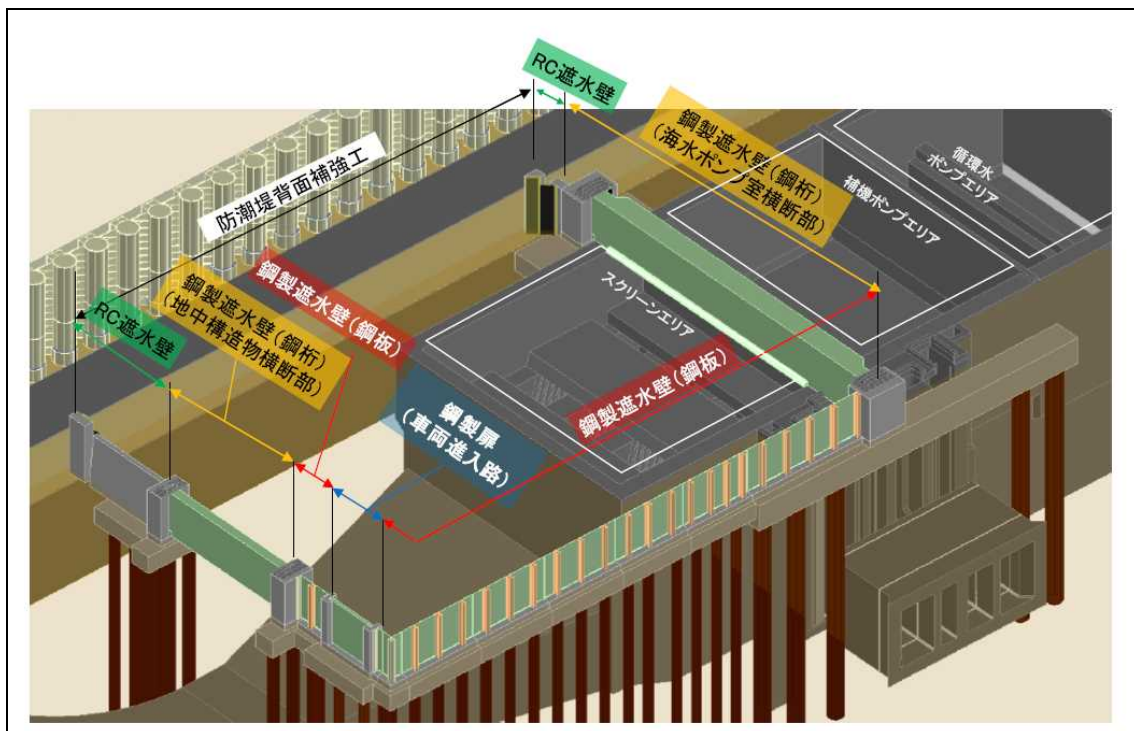 RC遮水壁
鋼製遮水壁(鋼桁)
(海水ポンプ室横断部)
循環水
ポンプエリア
補機ポンプエリア
防潮堤背面補強工
スクリーンエリア
鋼製遮水壁(鋼板)
鋼製遮水壁(鋼桁)
(地中構造物横断部)
RC遮水壁
鋼製扉
(車両進入路)
鋼製遮水壁(鋼板)